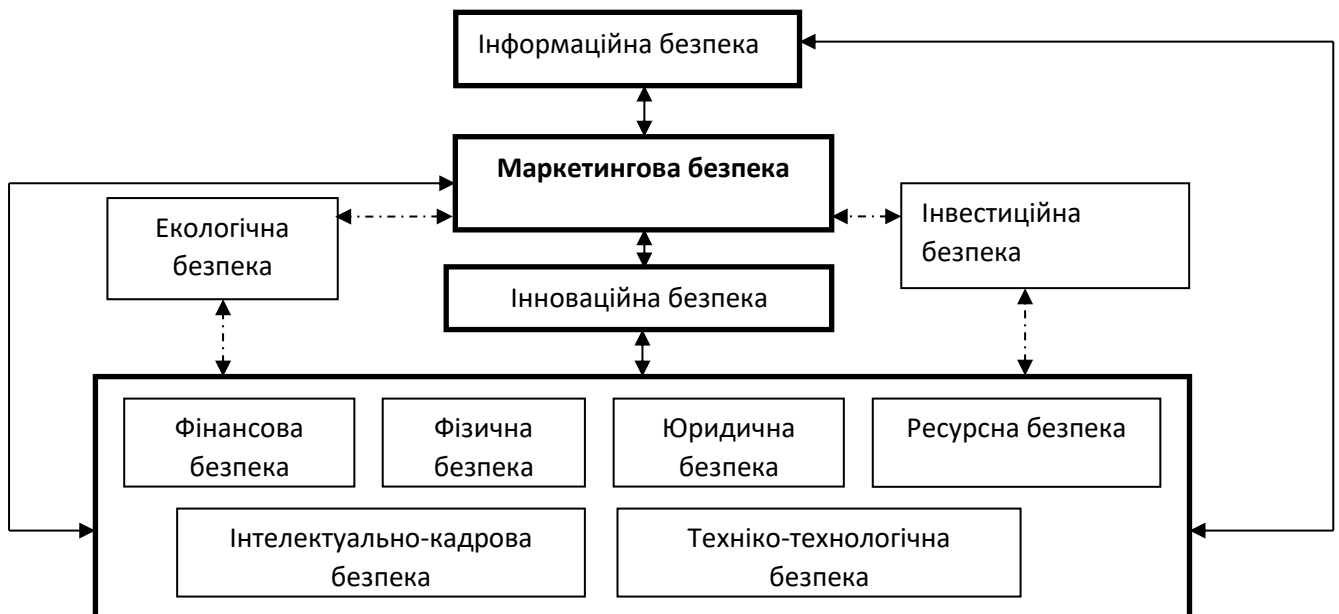 Інформаційна безпека
Маркетингова безпека
Екологічна
безпека
Інвестиційна
безпека
Інноваційна безпека
Фінансова
безпека
Фізична
безпека
Юридична
безпека
Ресурсна безпека
Інтелектуально-кадрова
безпека
Техніко-технологічна
безпека